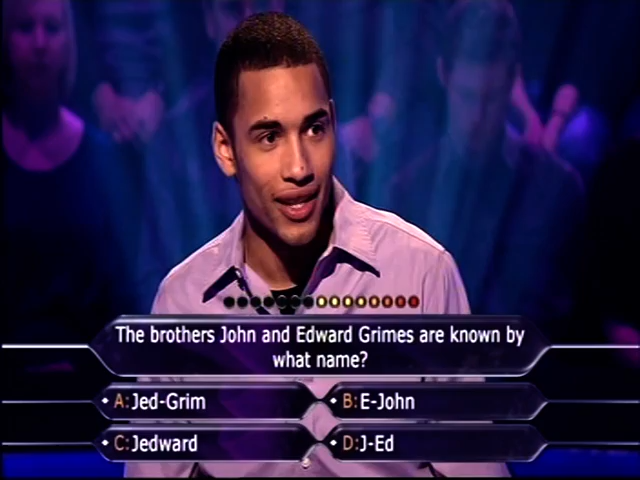 The brothers John and Edward Grimes are known by
what name?
A:Jed-Grim
B:E-John
C:Jedward
D:J-Ed